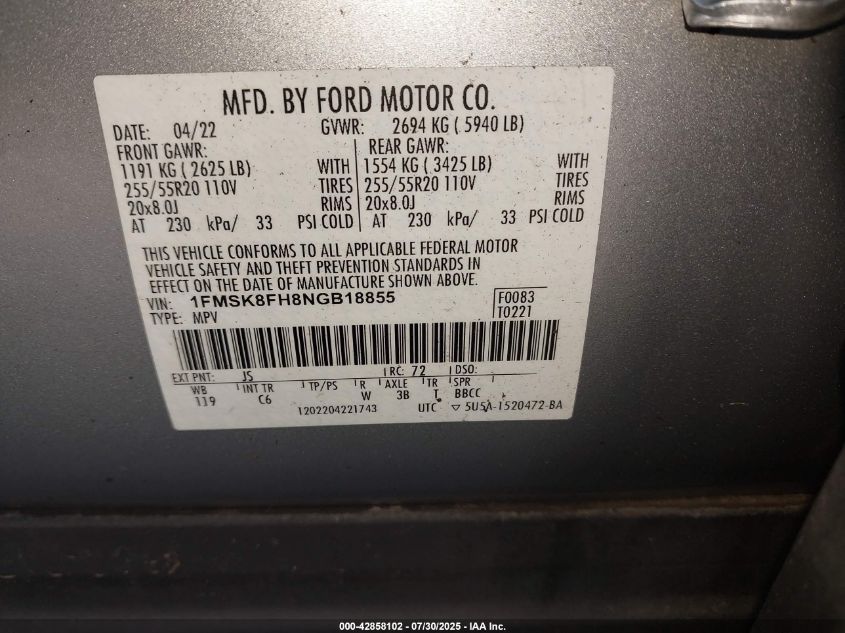 MFD. BY FORD MOTOR CO.
DATE: 04/22 GVWR: 2694 KG ( 5940 LB)
FRONT GAWR: REAR GAWR:
1191 KG ( 2625 LB) WITH 1554 KG ( 3425 LB) WITH
255/55R20 110V TIRES 255/55R20 110V TIRES
20x8.0J RIMS 20x8.0J RIMS
AT 230 kPa/ 33 PSI COLD AT 230 kPa/ 33 PSI COLD
THIS VEHICLE CONFORMS TO ALL APPLICABLE FEDERAL MOTOR
VEHICLE SAFETY AND THEFT PREVENTION STANDARDS IN
EFFECT ON THE DATE OF MANUFACTURE SHOWN ABOVE.
VIN: 1FMSK8FH8NGB18855 F0083
TYPE: MPV T0221
EXT PNT: JS RC: 72 DSO:
WB INT TR TP/PS R AXLE TR SPR
119 C6 W 3B T BBCC
1202204221743 UTC ▽ 5U5A-1520472-BA
000-42858102 / 07/30/2025 - IAA Inc.